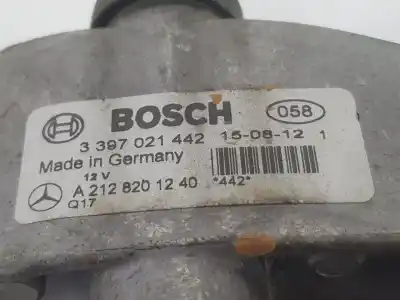 BOSCH 058
3 397 021 442 15-08-12 1
Made in Germany
12 V
A 212 820 12 40 *442*
Q17